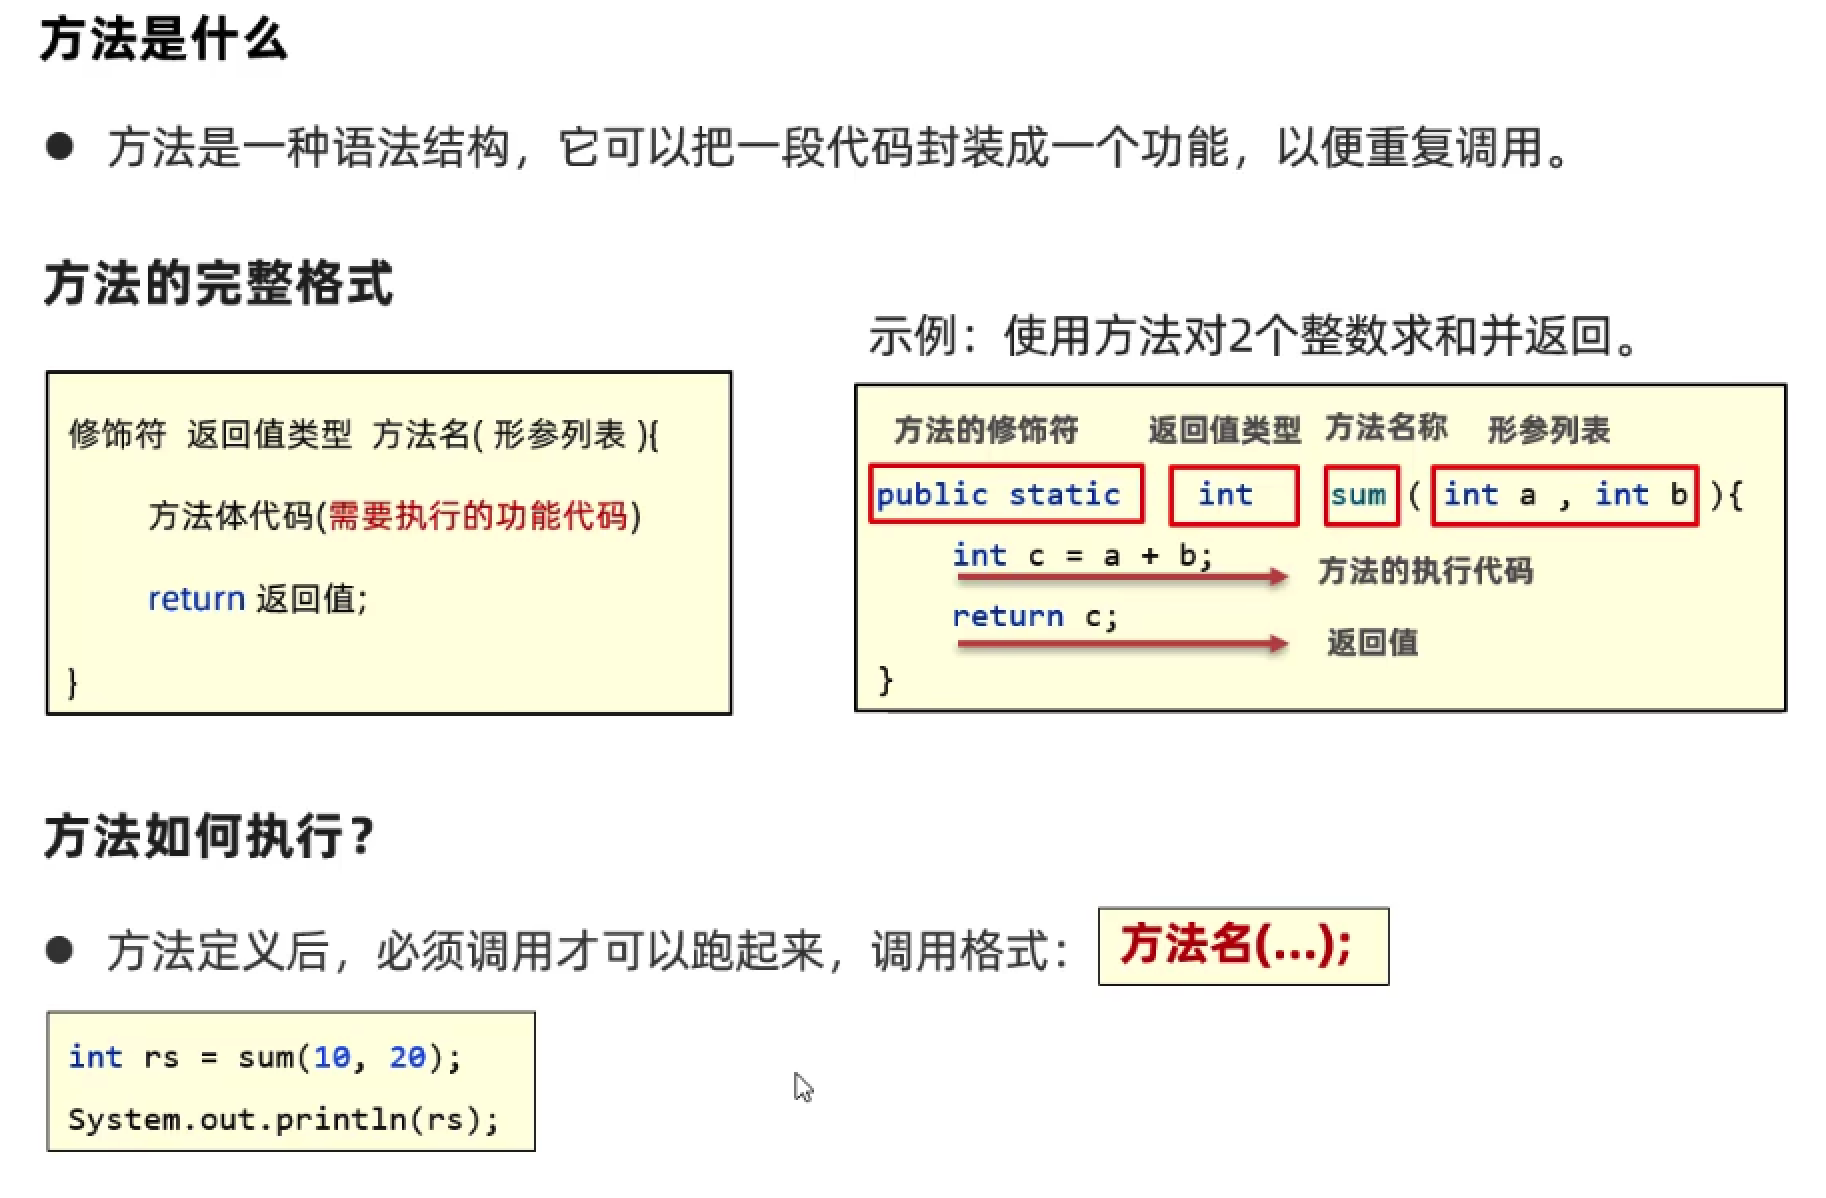 方法是什么
● 方法是一种语法结构，它可以把一段代码封装成一个功能，以便重复调用。
方法的完整格式
修饰符 返回值类型 方法名( 形参列表 ){
方法体代码(需要执行的功能代码)
return 返回值;
}
示例：使用方法对2个整数求和并返回。
方法的修饰符 返回值类型 方法名称 形参列表
public static int sum ( int a , int b ){
int c = a + b; 方法的执行代码
return c; 返回值
}
方法如何执行？
● 方法定义后，必须调用才可以跑起来，调用格式： 方法名(...);
int rs = sum(10, 20);
System.out.println(rs);